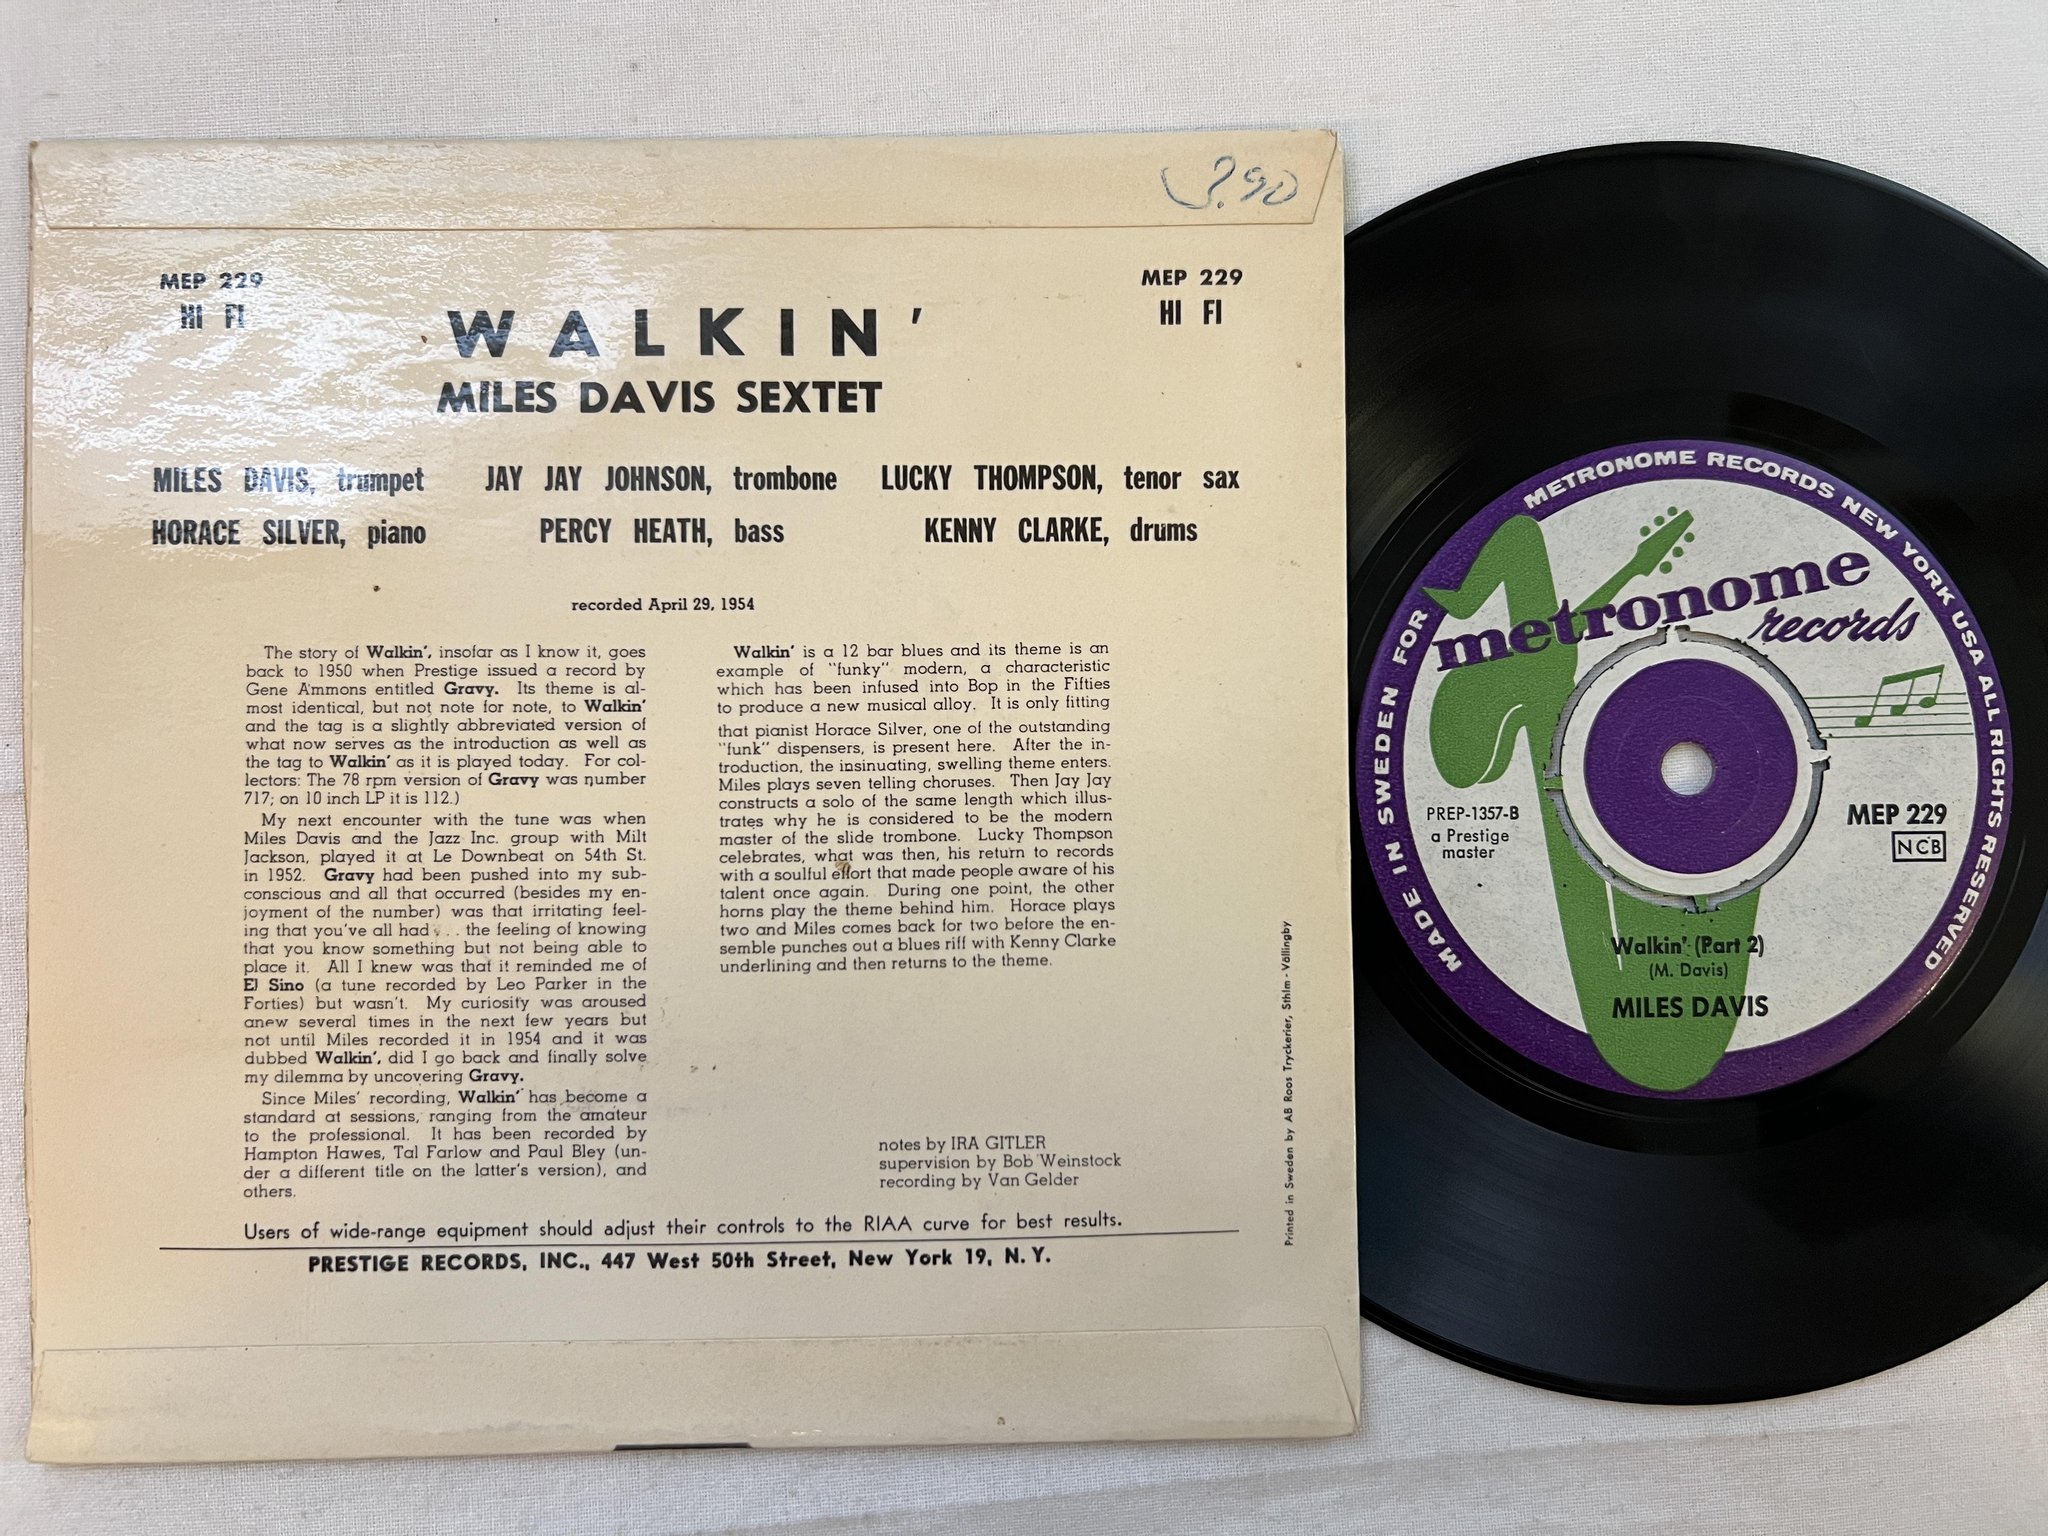 MEP 229
HI FI
MEP 229
HI FI
WALKIN'
MILES DAVIS SEXTET
MILES DAVIS, trumpet JAY JAY JOHNSON, trombone LUCKY THOMPSON, tenor sax
HORACE SILVER, piano PERCY HEATH, bass KENNY CLARKE, drums
recorded April 29, 1954
The story of Walkin', insofar as I know it, goes
back to 1950 when Prestige issued a record by
Gene Ammons entitled Gravy. Its theme is al-
most identical, but not note for note, to Walkin'
and the tag is a slightly abbreviated version of
what now serves as the introduction as well as
the tag to Walkin' as it is played today. For col-
lectors: The 78 rpm version of Gravy was number
717; on 10 inch LP it is 112.)
My next encounter with the tune was when
Miles Davis and the Jazz Inc. group with Milt
Jackson, played it at Le Downbeat on 54th St.
in 1952. Gravy had been pushed into my sub-
conscious and all that occurred (besides my en-
joyment of the number) was that irritating feel-
ing that you've all had . . . the feeling of knowing
that you know something but not being able to
place it. All I knew was that it reminded me of
El Sino (a tune recorded by Leo Parker in the
Forties) but wasn't. My curiosity was aroused
anew several times in the next few years but
not until Miles recorded it in 1954 and it was
dubbed Walkin', did I go back and finally solve
my dilemma by uncovering Gravy.
Since Miles' recording, Walkin' has become a
standard at sessions, ranging from the amateur
to the professional. It has been recorded by
Hampton Hawes, Tal Farlow and Paul Bley (un-
der a different title on the latter's version), and
others.
Walkin' is a 12 bar blues and its theme is an
example of "funky" modern, a characteristic
which has been infused into Bop in the Fifties
to produce a new musical alloy. It is only fitting
that pianist Horace Silver, one of the outstanding
"funk" dispensers, is present here. After the in-
troduction, the insinuating, swelling theme enters.
Miles plays seven telling choruses. Then Jay Jay
constructs a solo of the same length which illus-
trates why he is considered to be the modern
master of the slide trombone. Lucky Thompson
celebrates, what was then, his return to records
with a soulful effort that made people aware of his
talent once again. During one point, the other
horns play the theme behind him. Horace plays
two and Miles comes back for two before the en-
semble punches out a blues riff with Kenny Clarke
underlining and then returns to the theme.
notes by IRA GITLER
supervision by Bob Weinstock
recording by Van Gelder
Users of wide-range equipment should adjust their controls to the RIAA curve for best results.
PRESTIGE RECORDS, INC., 447 West 50th Street, New York 19, N. Y.
Printed in Sweden by AB Roos Tryckerier, Sthlm - Vällingby
MADE IN SWEDEN FOR METRONOME RECORDS NEW YORK USA ALL RIGHTS RESERVED
metronome
records
PREP-1357-B
a Prestige
master
MEP 229
NCB
Walkin' (Part 2)
(M. Davis)
MILES DAVIS